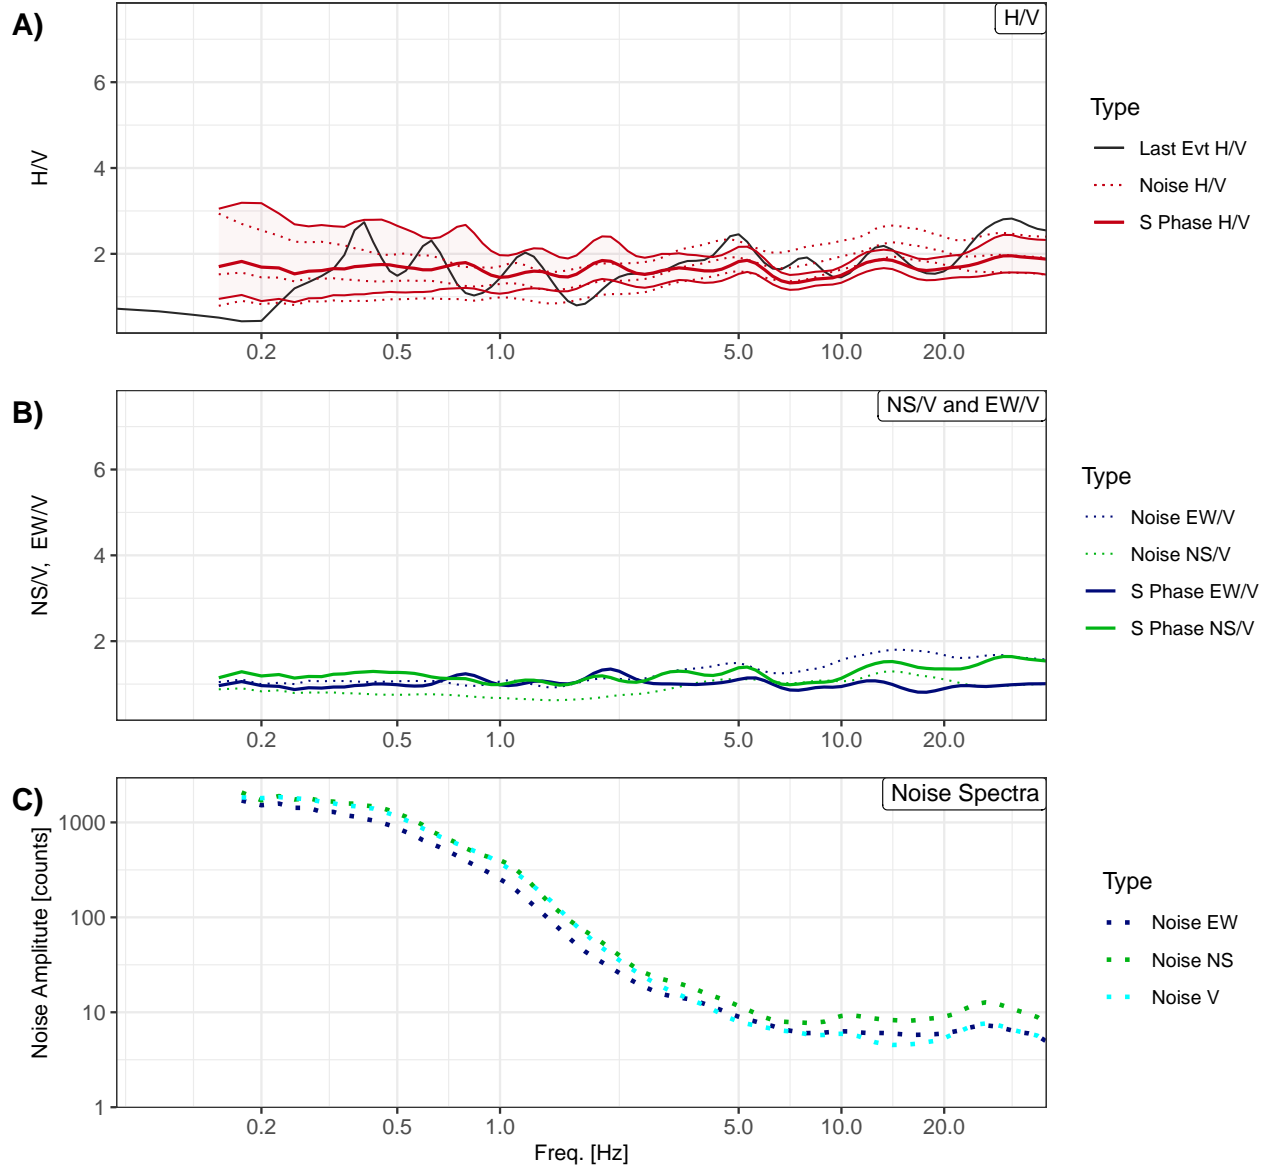 A)
H/V
6
4
2
H/V
0.2 0.5 1.0 5.0 10.0 20.0
Type
Last Evt H/V
Noise H/V
S Phase H/V
B)
NS/V and EW/V
6
4
2
NS/V, EW/V
0.2 0.5 1.0 5.0 10.0 20.0
Type
Noise EW/V
Noise NS/V
S Phase EW/V
S Phase NS/V
C)
Noise Spectra
1000
100
10
1
Noise Amplitute [counts]
0.2 0.5 1.0 5.0 10.0 20.0
Freq. [Hz]
Type
Noise EW
Noise NS
Noise V